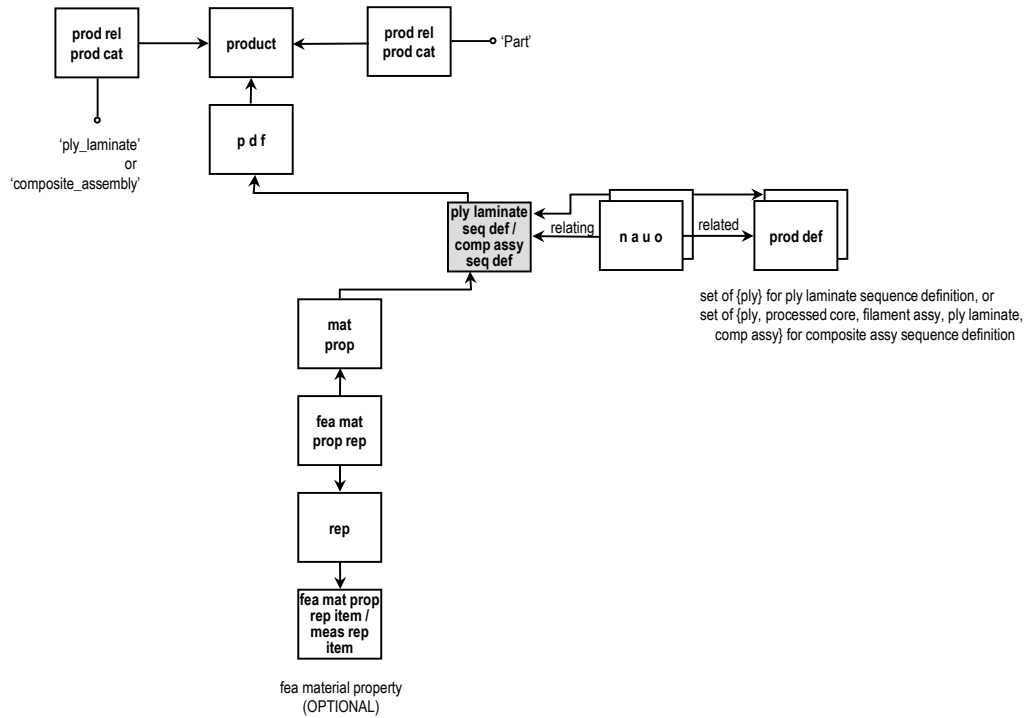 prod rel
prod cat
product
prod rel
prod cat
'Part'
p d f
‘ply_laminate’
or
‘composite_assembly’
ply laminate
seq def /
comp assy
seq def
relating
n a u o
related
prod def
set of {ply} for ply laminate sequence definition, or
set of {ply, processed core, filament assy, ply laminate,
comp assy} for composite assy sequence definition
mat
prop
fea mat
prop rep
rep
fea mat prop
rep item /
meas rep
item
fea material property
(OPTIONAL)